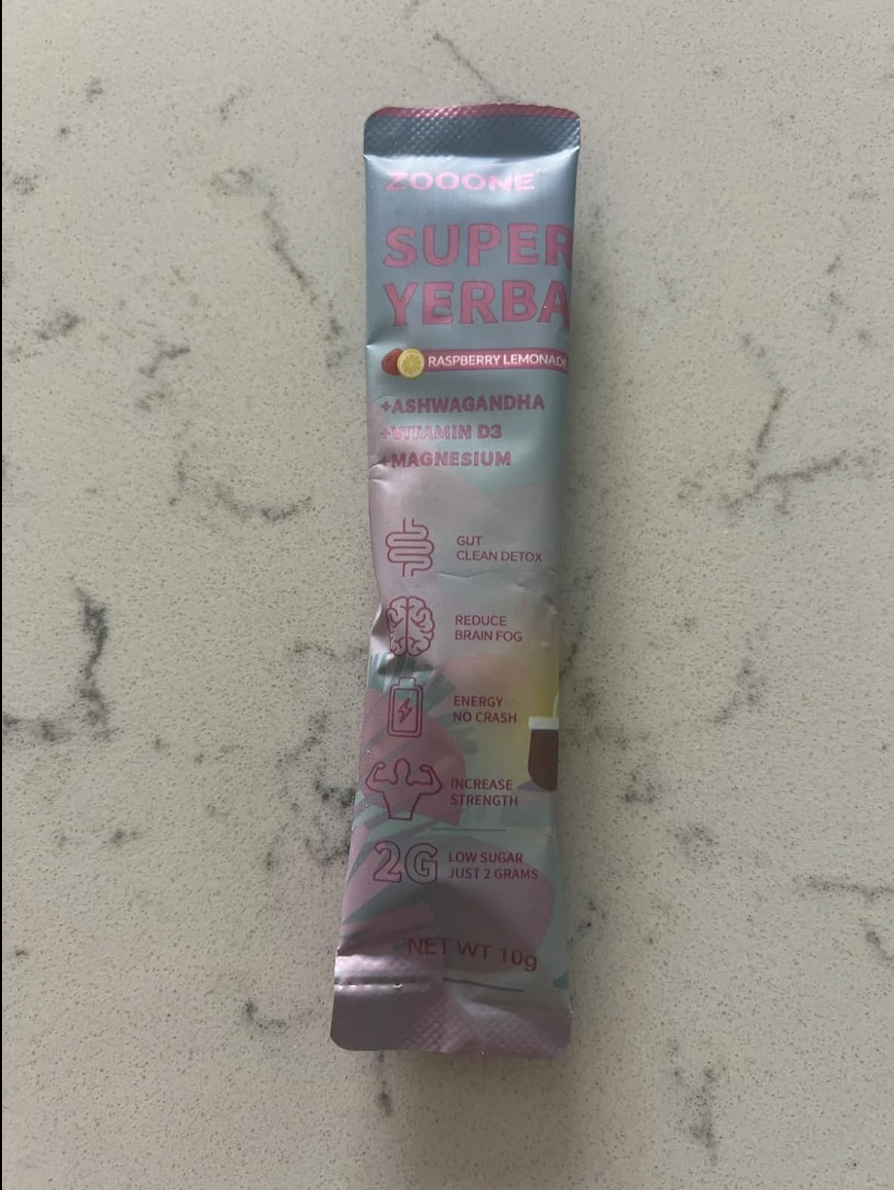 ZOOONE
SUPER
YERBA
RASPBERRY LEMONADE
+ASHWAGANDHA
+VITAMIN D3
+MAGNESIUM
GUT
CLEAN DETOX
REDUCE
BRAIN FOG
ENERGY
NO CRASH
INCREASE
STRENGTH
2G
LOW SUGAR
JUST 2 GRAMS
NET WT 10g